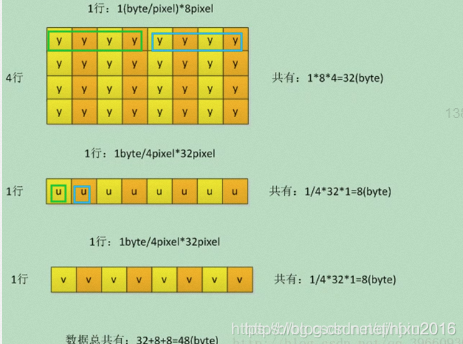 1行：1(byte/pixel)*8pixel
y y y y y y y y
4行
y y y y y y y y
共有：1*8*4=32(byte)
y y y y y y y y
y y y y y y y y
138
1行：1byte/4pixel*32pixel
1行
u u u u u u u u
共有：1/4*32*1=8(byte)
1行：1byte/4pixel*32pixel
1行
v v v v v v v v
共有：1/4*32*1=8(byte)
数据总共有：32+8+8=48(byte)